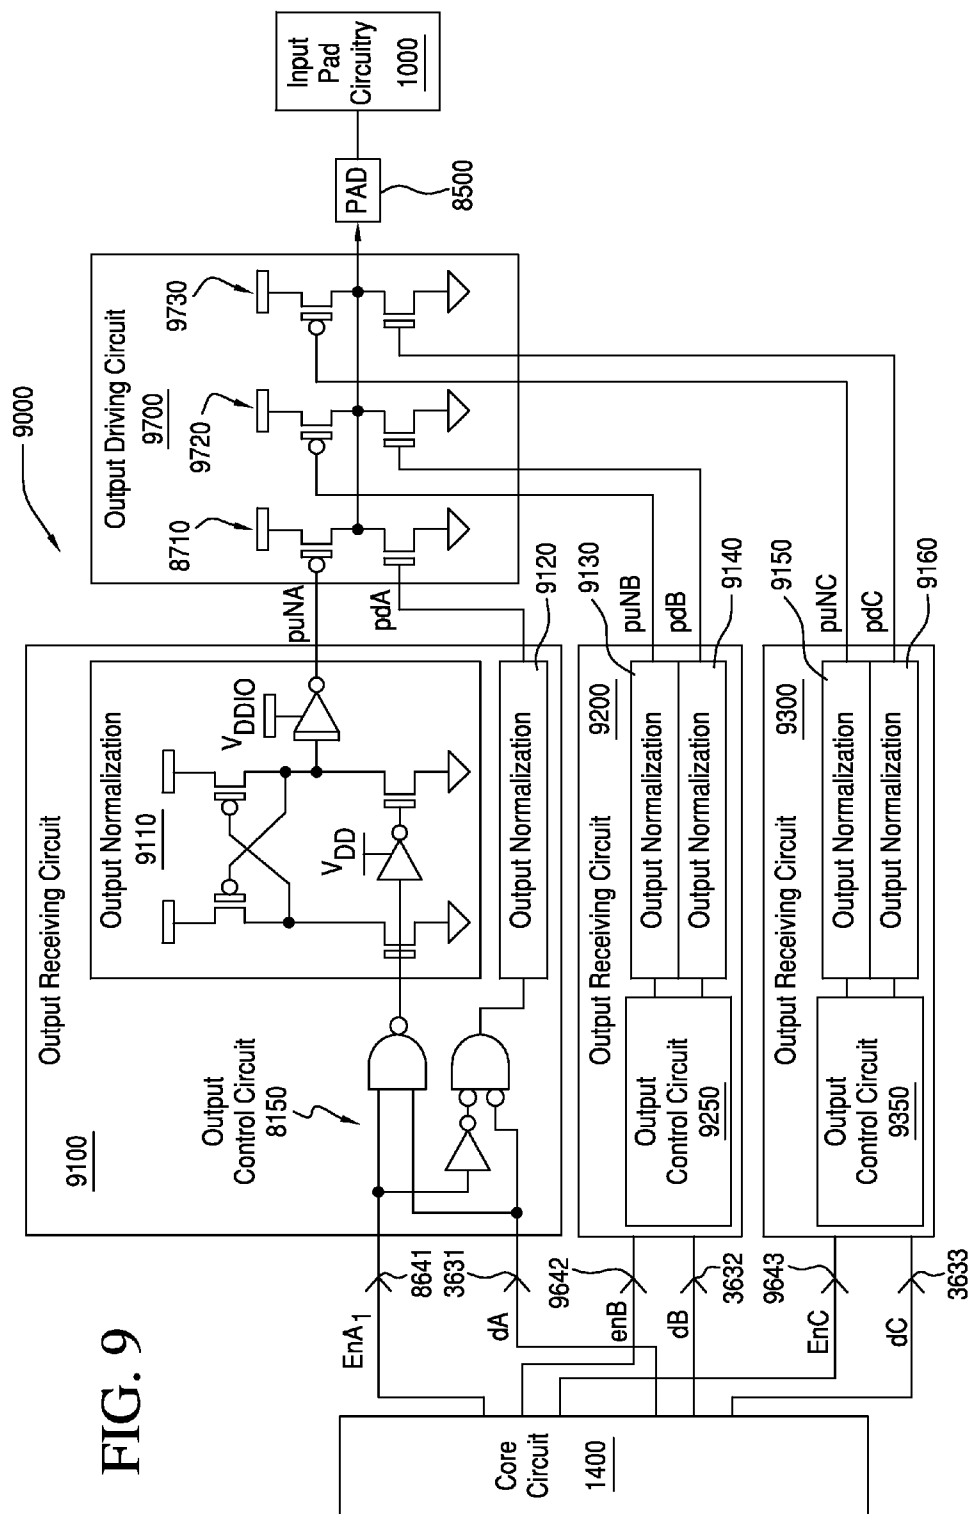 FIG. 9
9000
Core
Circuit
1400
EnA1
8641
dA
3631
enB
9642
dB
3632
EnC
9643
dC
3633
Output Receiving Circuit
9100
Output
Control Circuit
8150
Output Normalization
9110
VDD
VDDIO
Output Normalization
9120
puNA
pdA
Output Receiving Circuit
9200
Output
Control Circuit
9250
Output Normalization
Output Normalization
9130
9140
puNB
pdB
Output Receiving Circuit
9300
Output
Control Circuit
9350
Output Normalization
Output Normalization
9150
9160
puNC
pdC
Output Driving Circuit
9700
8710
9720
9730
PAD
8500
Input
Pad
Circuitry
1000